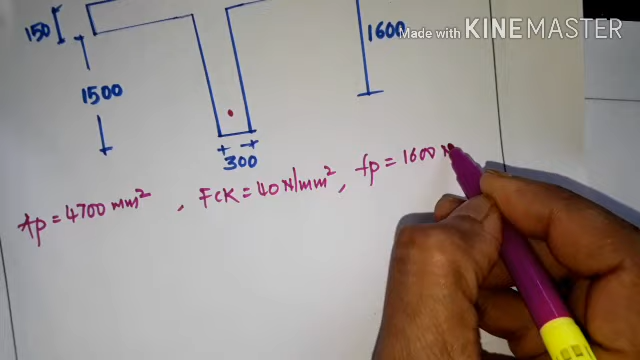 Made with KINEMASTER
150
1600
1500
300
Ap = 4700 mm², FCK = 40 N/mm², fp = 1600 N